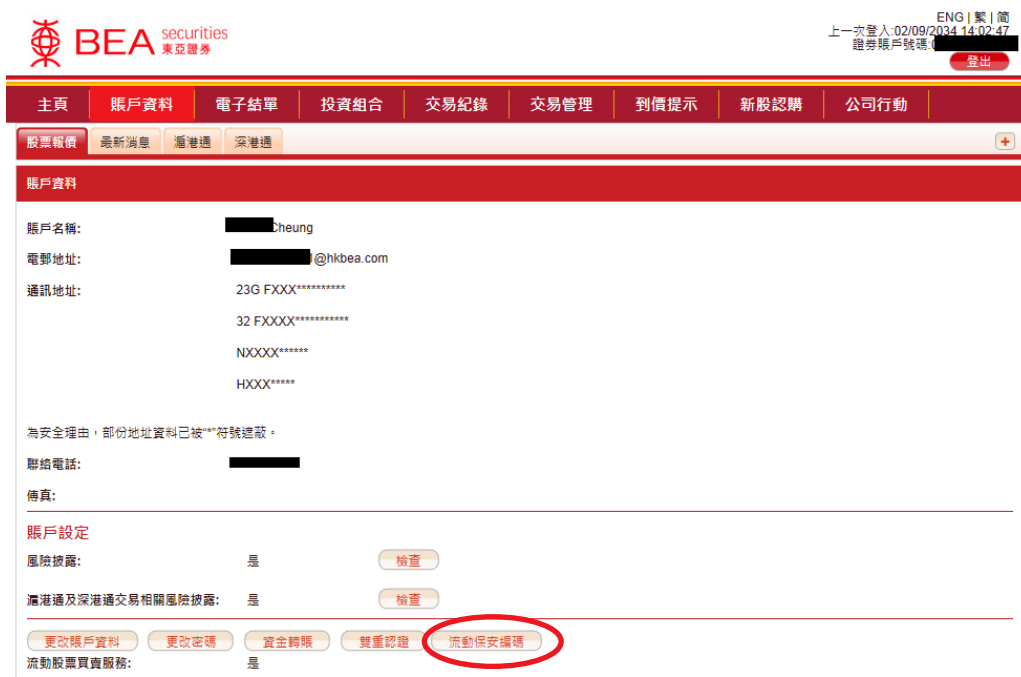 BEA securities
東亞證券
ENG | 繁 | 简
上一次登入:02/09/2034 14:02:47
證券賬戶號碼:
登出
主頁 賬戶資料 電子結單 投資組合 交易紀錄 交易管理 到價提示 新股認購 公司行動
股票報價 最新消息 滬港通 深港通
賬戶資料
賬戶名稱: Cheung
電郵地址: @hkbea.com
通訊地址: 23G FXXX**********
32 FXXXX***********
NXXXX******
HXXX*****
為安全理由，部份地址資料已被“*”符號遮蔽。
聯絡電話:
傳真:
賬戶設定
風險披露: 是 檢查
滬港通及深港通交易相關風險披露: 是 檢查
更改賬戶資料 更改密碼 資金轉賬 雙重認證 流動保安編碼
流動股票買賣服務: 是